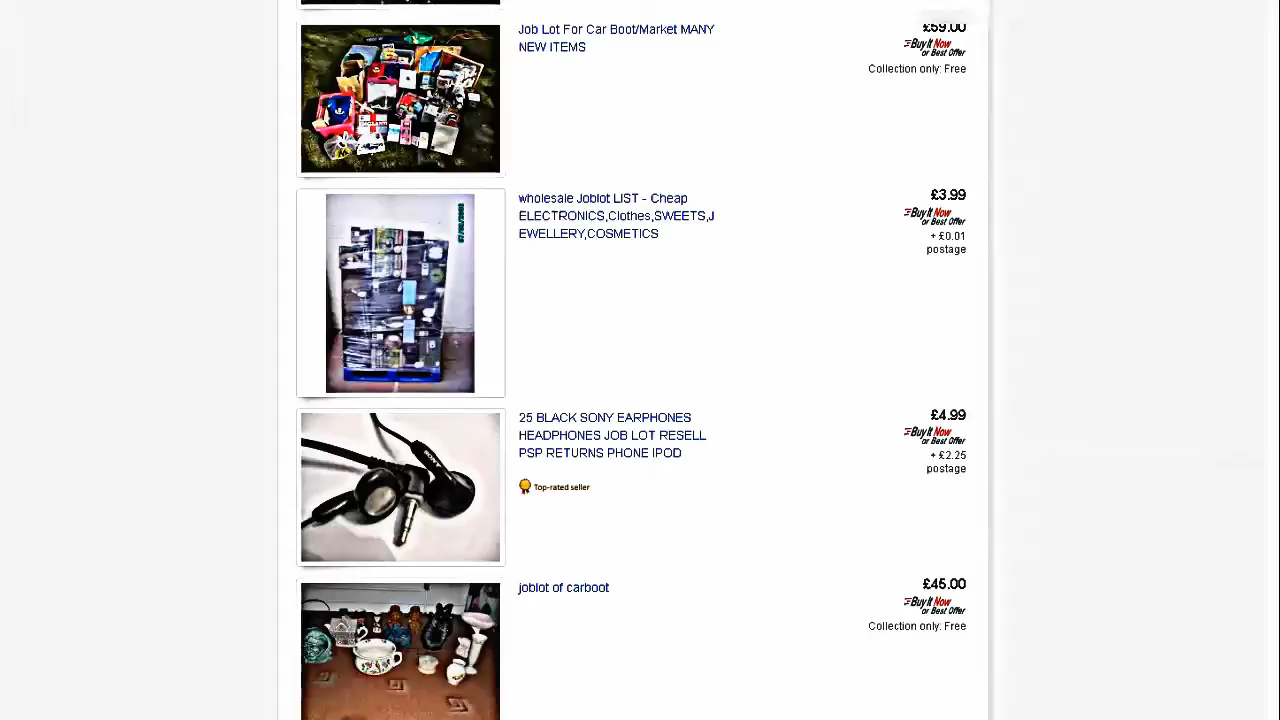 Job Lot For Car Boot/Market MANY
NEW ITEMS
£59.00
Buy It Now
or Best Offer
Collection only: Free
wholesale Joblot LIST - Cheap
ELECTRONICS,Clothes,SWEETS,J
EWELLERY,COSMETICS
£3.99
Buy It Now
or Best Offer
+ £0.01
postage
25 BLACK SONY EARPHONES
HEADPHONES JOB LOT RESELL
PSP RETURNS PHONE IPOD
Top-rated seller
£4.99
Buy It Now
or Best Offer
+ £2.25
postage
SONY
joblot of carboot
£45.00
Buy It Now
or Best Offer
Collection only: Free